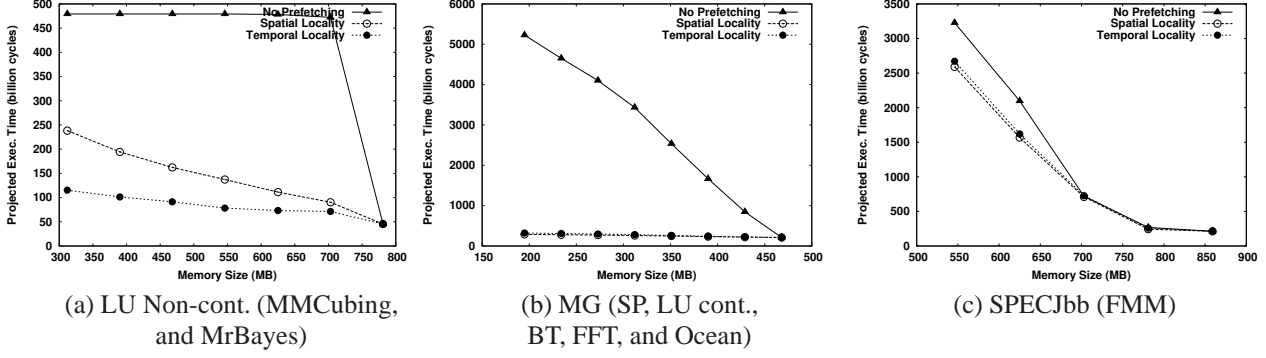 500
450
400
350
300
250
200
150
100
50
0
300 350 400 450 500 550 600 650 700 750 800
Projected Exec. Time (billion cycles)
Memory Size (MB)
No Prefetching
Spatial Locality
Temporal Locality
(a) LU Non-cont. (MMCubing,
and MrBayes)
6000
5000
4000
3000
2000
1000
0
150 200 250 300 350 400 450 500
Projected Exec. Time (billion cycles)
Memory Size (MB)
No Prefetching
Spatial Locality
Temporal Locality
(b) MG (SP, LU cont.,
BT, FFT, and Ocean)
3500
3000
2500
2000
1500
1000
500
0
500 550 600 650 700 750 800 850 900
Projected Exec. Time (billion cycles)
Memory Size (MB)
No Prefetching
Spatial Locality
Temporal Locality
(c) SPECJbb (FMM)